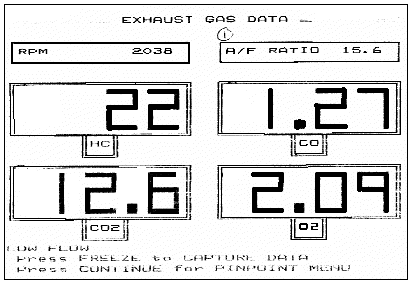 EXHAUST GAS DATA
1
RPM 2038
A/F RATIO 15.6
22
1.27
HC
CO
12.6
2.09
CO2
O2
LOW FLOW
Press FREEZE to CAPTURE DATA
Press CONTINUE for PINPOINT MENU